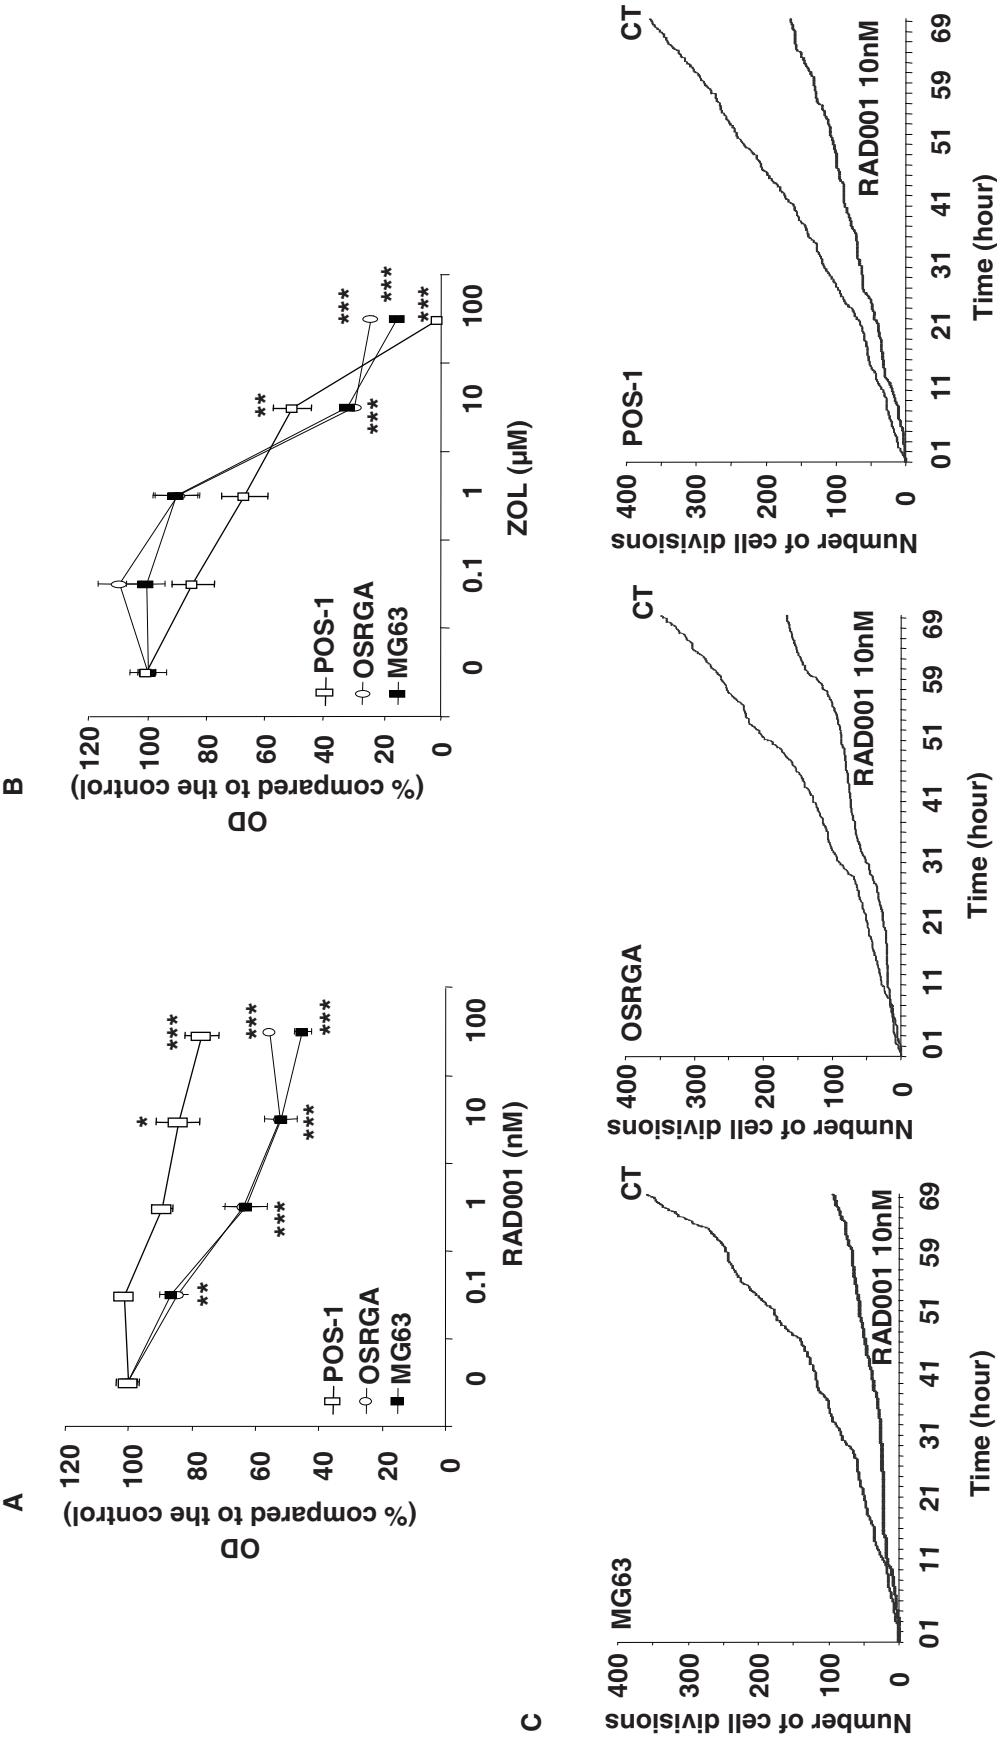 A
120
100
80
60
40
20
0
OD
(% compared to the control)
POS-1
OSRGA
MG63
*
***
**
***
***
***
***
0
0.1
1
10
100
RAD001 (nM)
B
120
100
80
60
40
20
0
OD
(% compared to the control)
POS-1
OSRGA
MG63
**
***
***
***
***
0
0.1
1
10
100
ZOL (µM)
C
MG63
400
300
200
100
0
Number of cell divisions
CT
RAD001 10nM
01
11
21
31
41
51
59
69
Time (hour)
OSRGA
400
300
200
100
0
Number of cell divisions
CT
RAD001 10nM
01
11
21
31
41
51
59
69
Time (hour)
POS-1
400
300
200
100
0
Number of cell divisions
CT
RAD001 10nM
01
11
21
31
41
51
59
69
Time (hour)